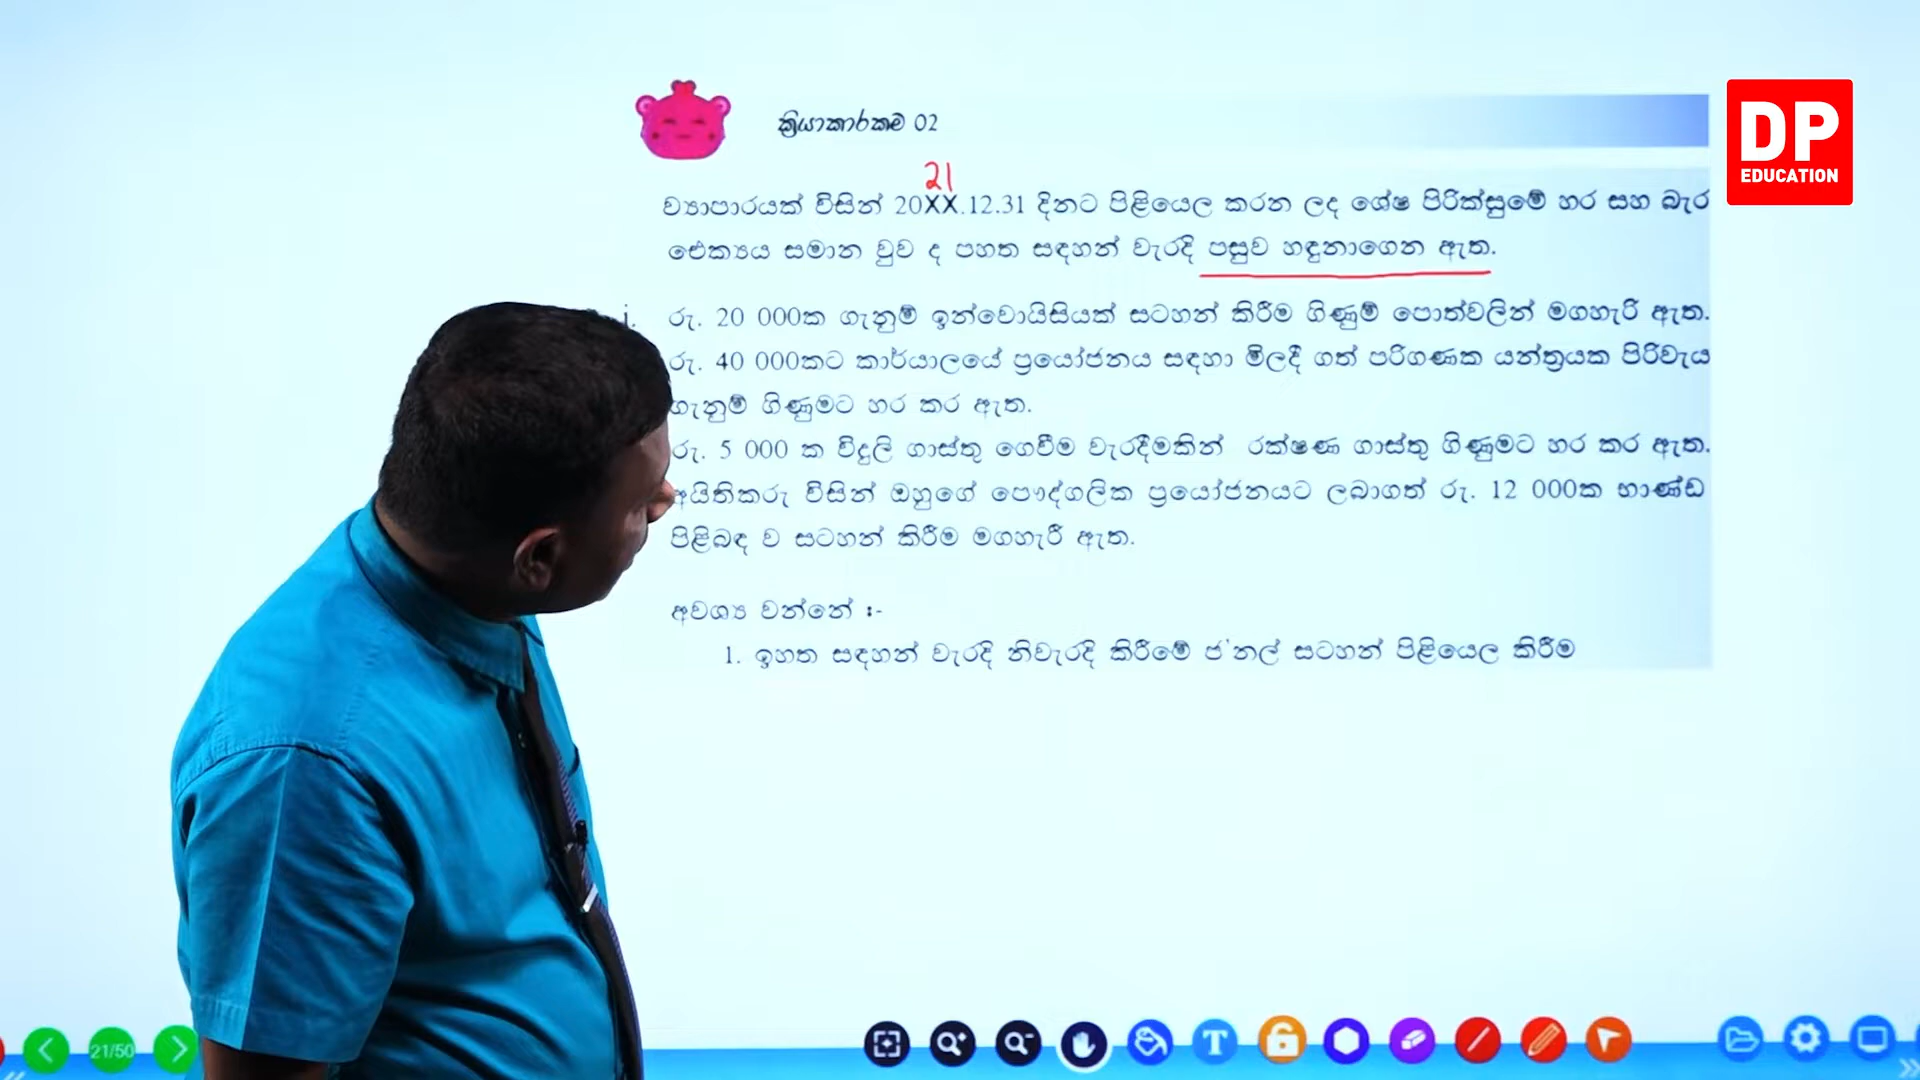 DP
EDUCATION
ක්‍රියාකාරකම 02
21
ව්‍යාපාරයක් විසින් 20XX.12.31 දිනට පිළියෙල කරන ලද ශේෂ පිරික්සුමේ හර සහ බැර
ඓක්‍යය සමාන වුව ද පහත සඳහන් වැරදි පසුව හඳුනාගෙන ඇත.
i. රු. 20 000ක ගැනුම් ඉන්වොයිසියක් සටහන් කිරීම ගිණුම් පොත්වලින් මගහැරි ඇත.
රු. 40 000කට කාර්යාලයේ ප්‍රයෝජනය සඳහා මිලදී ගත් පරිගණක යන්ත්‍රයක පිරිවැය
ගැනුම් ගිණුමට හර කර ඇත.
රු. 5 000 ක විදුලි ගාස්තු ගෙවීම වැරදීමකින් රක්ෂණ ගාස්තු ගිණුමට හර කර ඇත.
අයිතිකරු විසින් ඔහුගේ පෞද්ගලික ප්‍රයෝජනයට ලබාගත් රු. 12 000ක භාණ්ඩ
පිළිබඳ ව සටහන් කිරීම මගහැරී ඇත.
අවශ්‍ය වන්නේ :-
1. ඉහත සඳහන් වැරදි නිවැරදි කිරීමේ ජ'නල් සටහන් පිළියෙල කිරීම
21/50
T